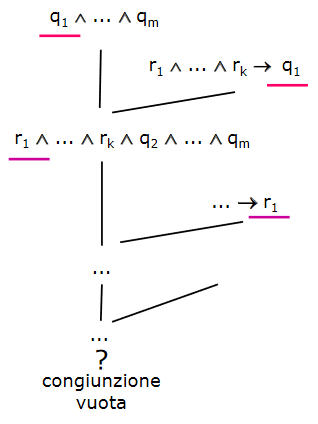 q₁ ∧ ... ∧ qₘ
r₁ ∧ ... ∧ rₖ → q₁
r₁ ∧ ... ∧ rₖ ∧ q₂ ∧ ... ∧ qₘ
... → r₁
...
...
?
congiunzione
vuota